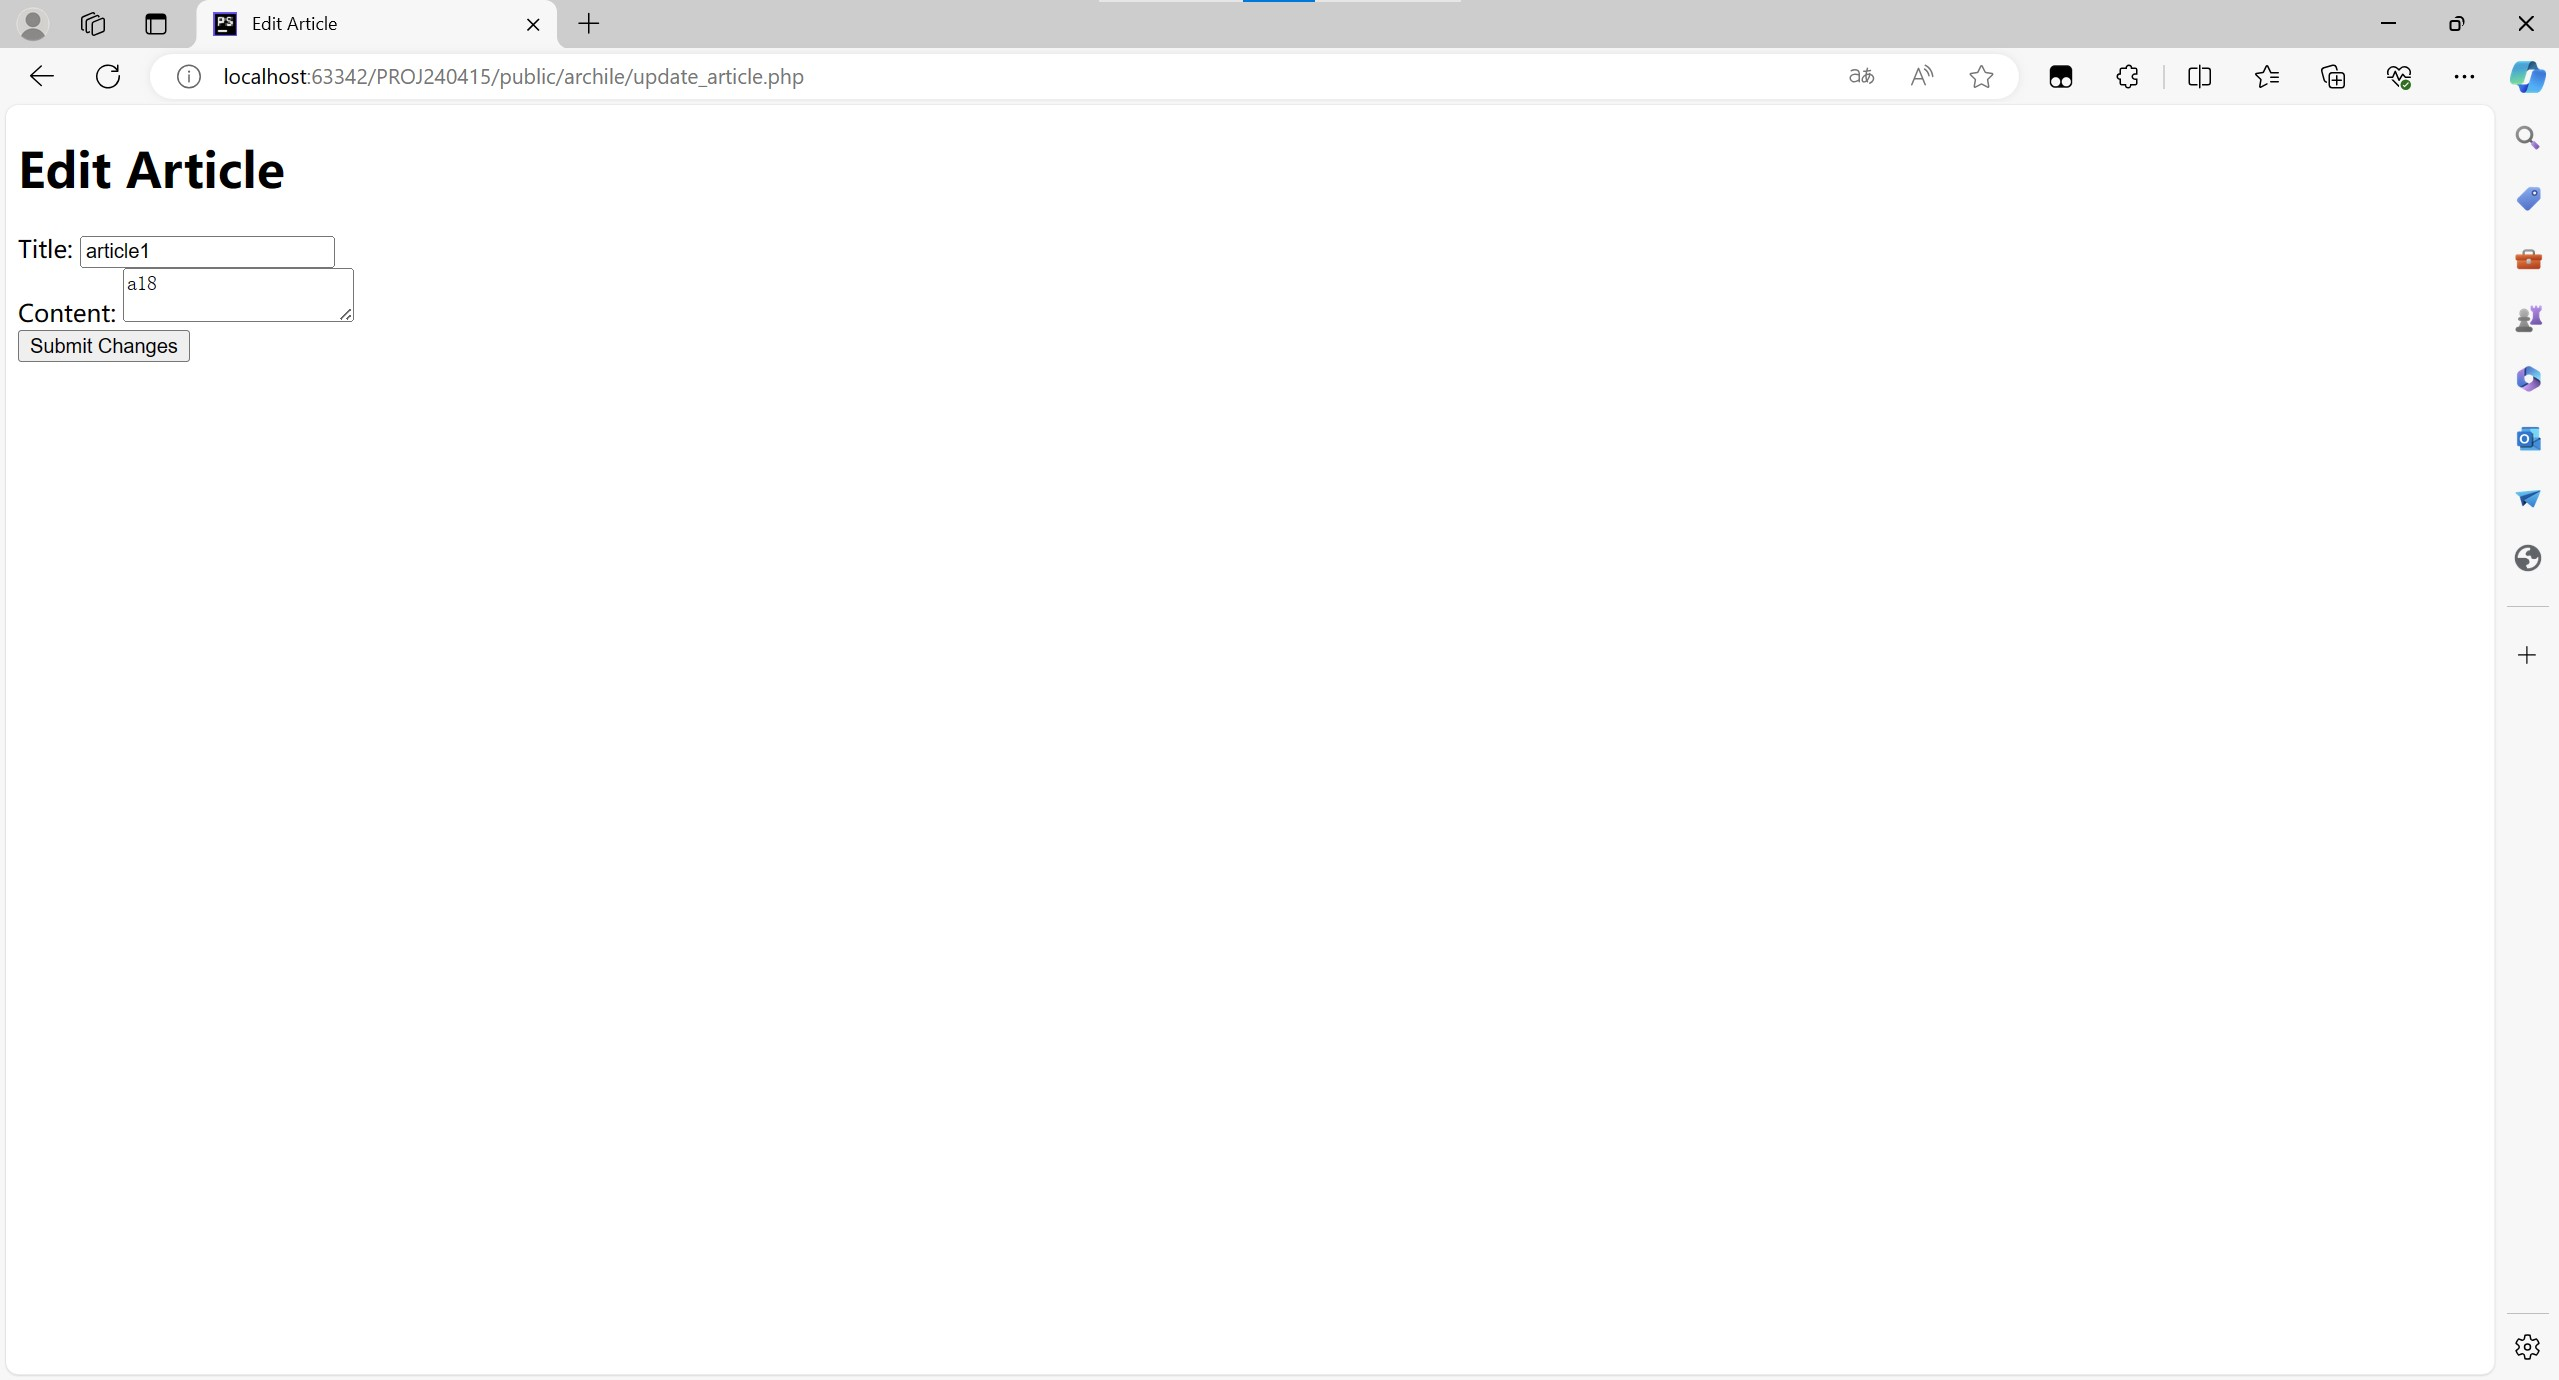 Edit Article
localhost:63342/PROJ240415/public/archile/update_article.php
Edit Article
Title: article1
Content: a18
Submit Changes